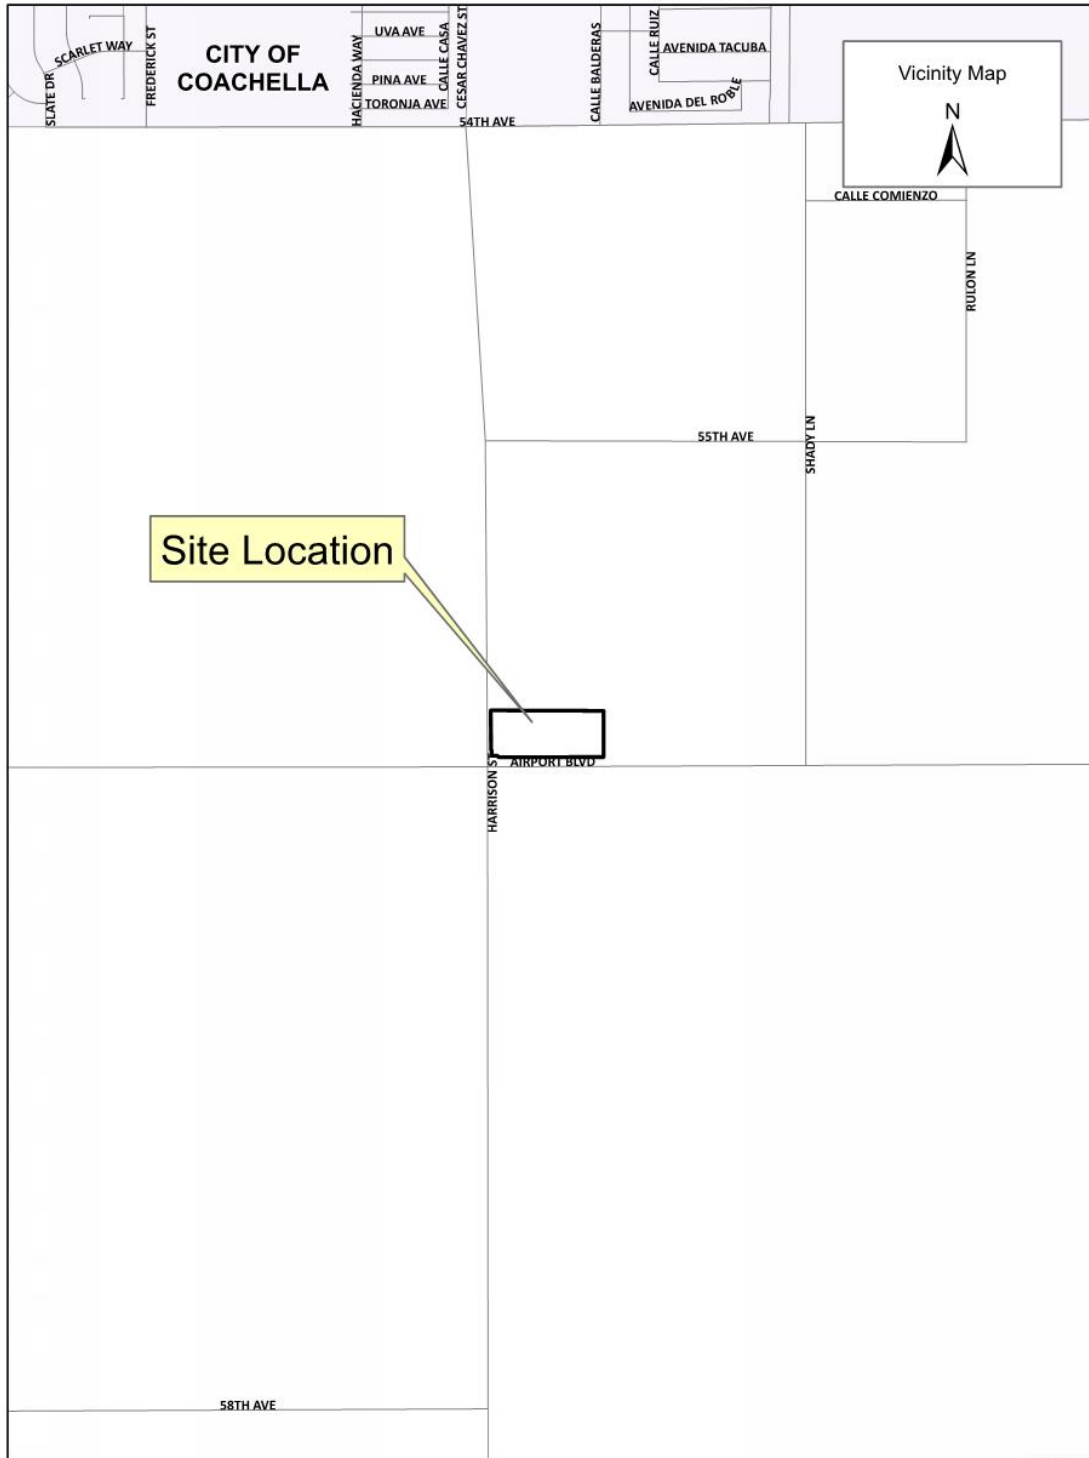 UVA AVE
SCARLET WAY
FREDERICK ST
CITY OF
COACHELLA
HACIENDA WAY
CALLE CASA
CESAR CHAVEZ ST
CALLE BALDERAS
CALLE RUIZ
AVENIDA TACUBA
SLATE DR
PINA AVE
TORONJA AVE
AVENIDA DEL ROBLE
Vicinity Map
N
54TH AVE
CALLE COMIENZO
RULON LN
55TH AVE
SHADY LN
Site Location
AIRPORT BLVD
HARRISON ST
58TH AVE